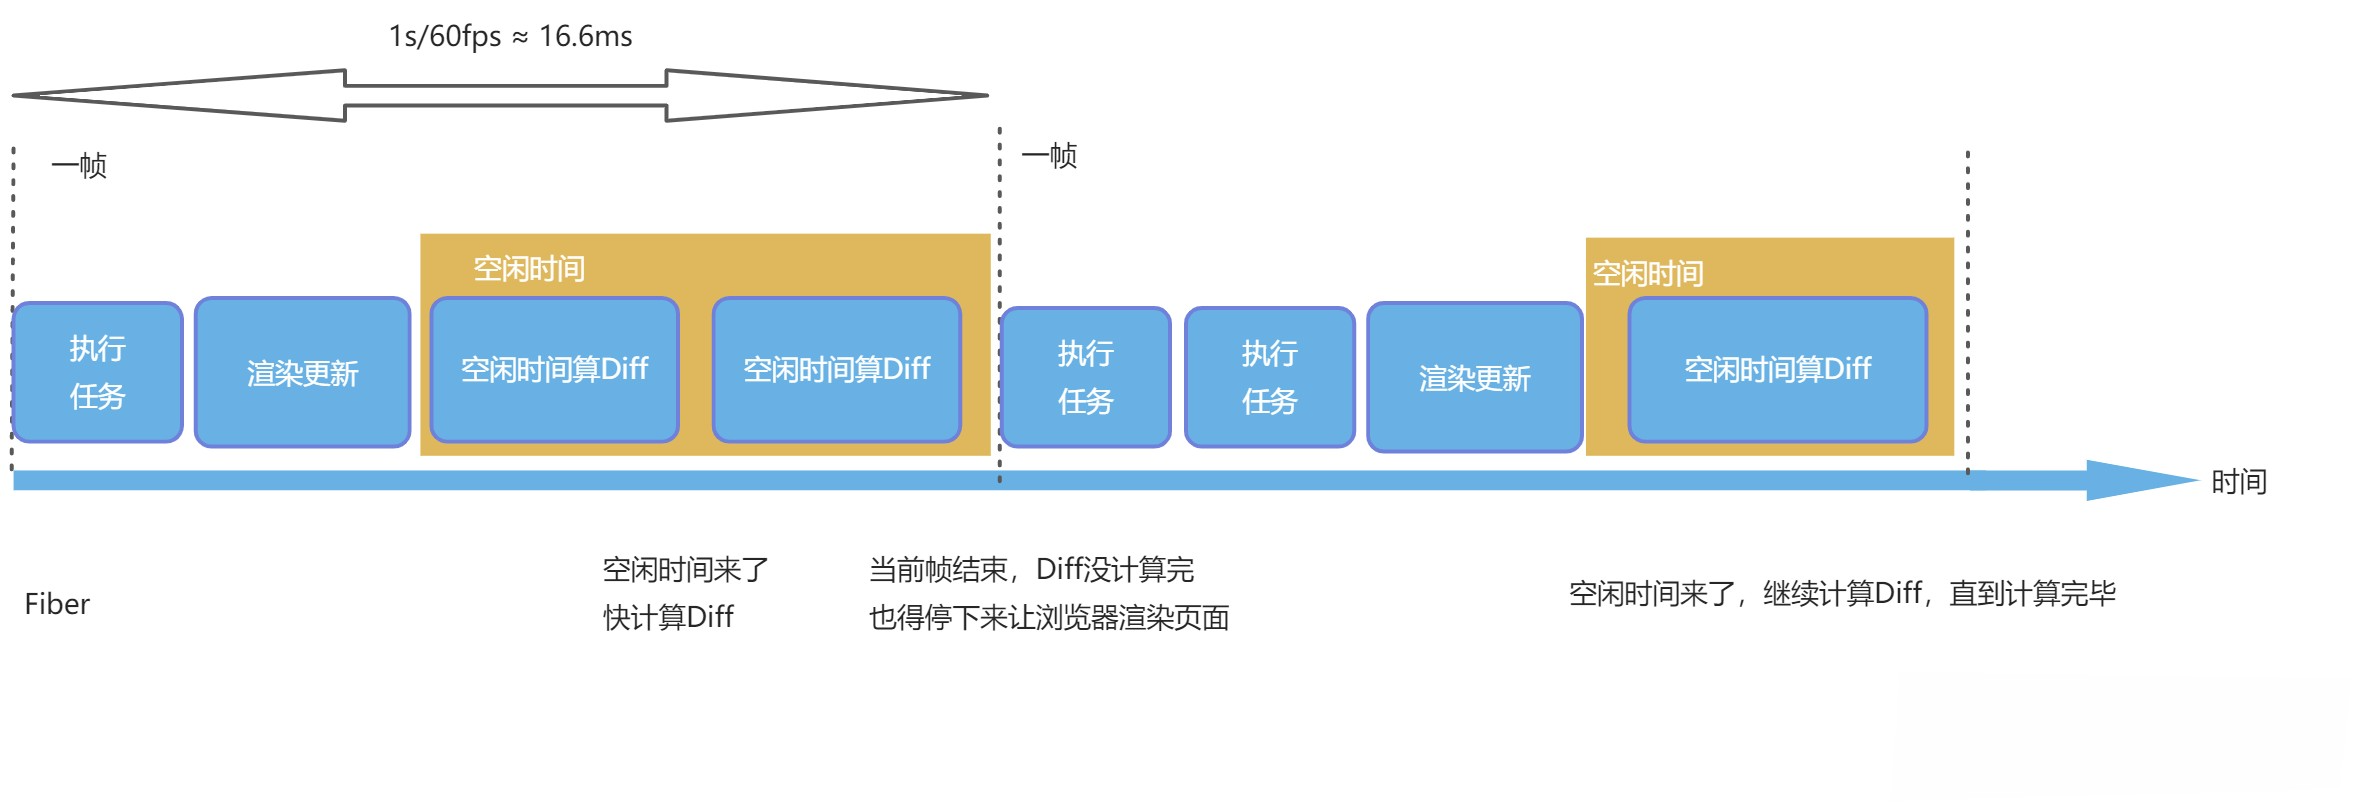 1s/60fps ≈ 16.6ms
一帧
一帧
空闲时间
空闲时间
执行
任务
渲染更新
空闲时间算Diff
空闲时间算Diff
执行
任务
执行
任务
渲染更新
空闲时间算Diff
时间
Fiber
空闲时间来了
快计算Diff
当前帧结束，Diff没计算完
也得停下来让浏览器渲染页面
空闲时间来了，继续计算Diff，直到计算完毕